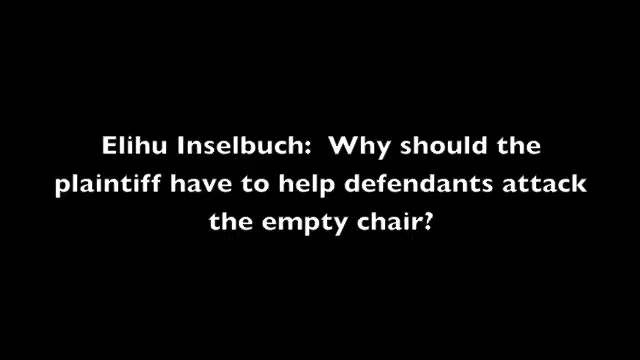 Elihu Inselbuch:  Why should the
plaintiff have to help defendants attack
the empty chair?